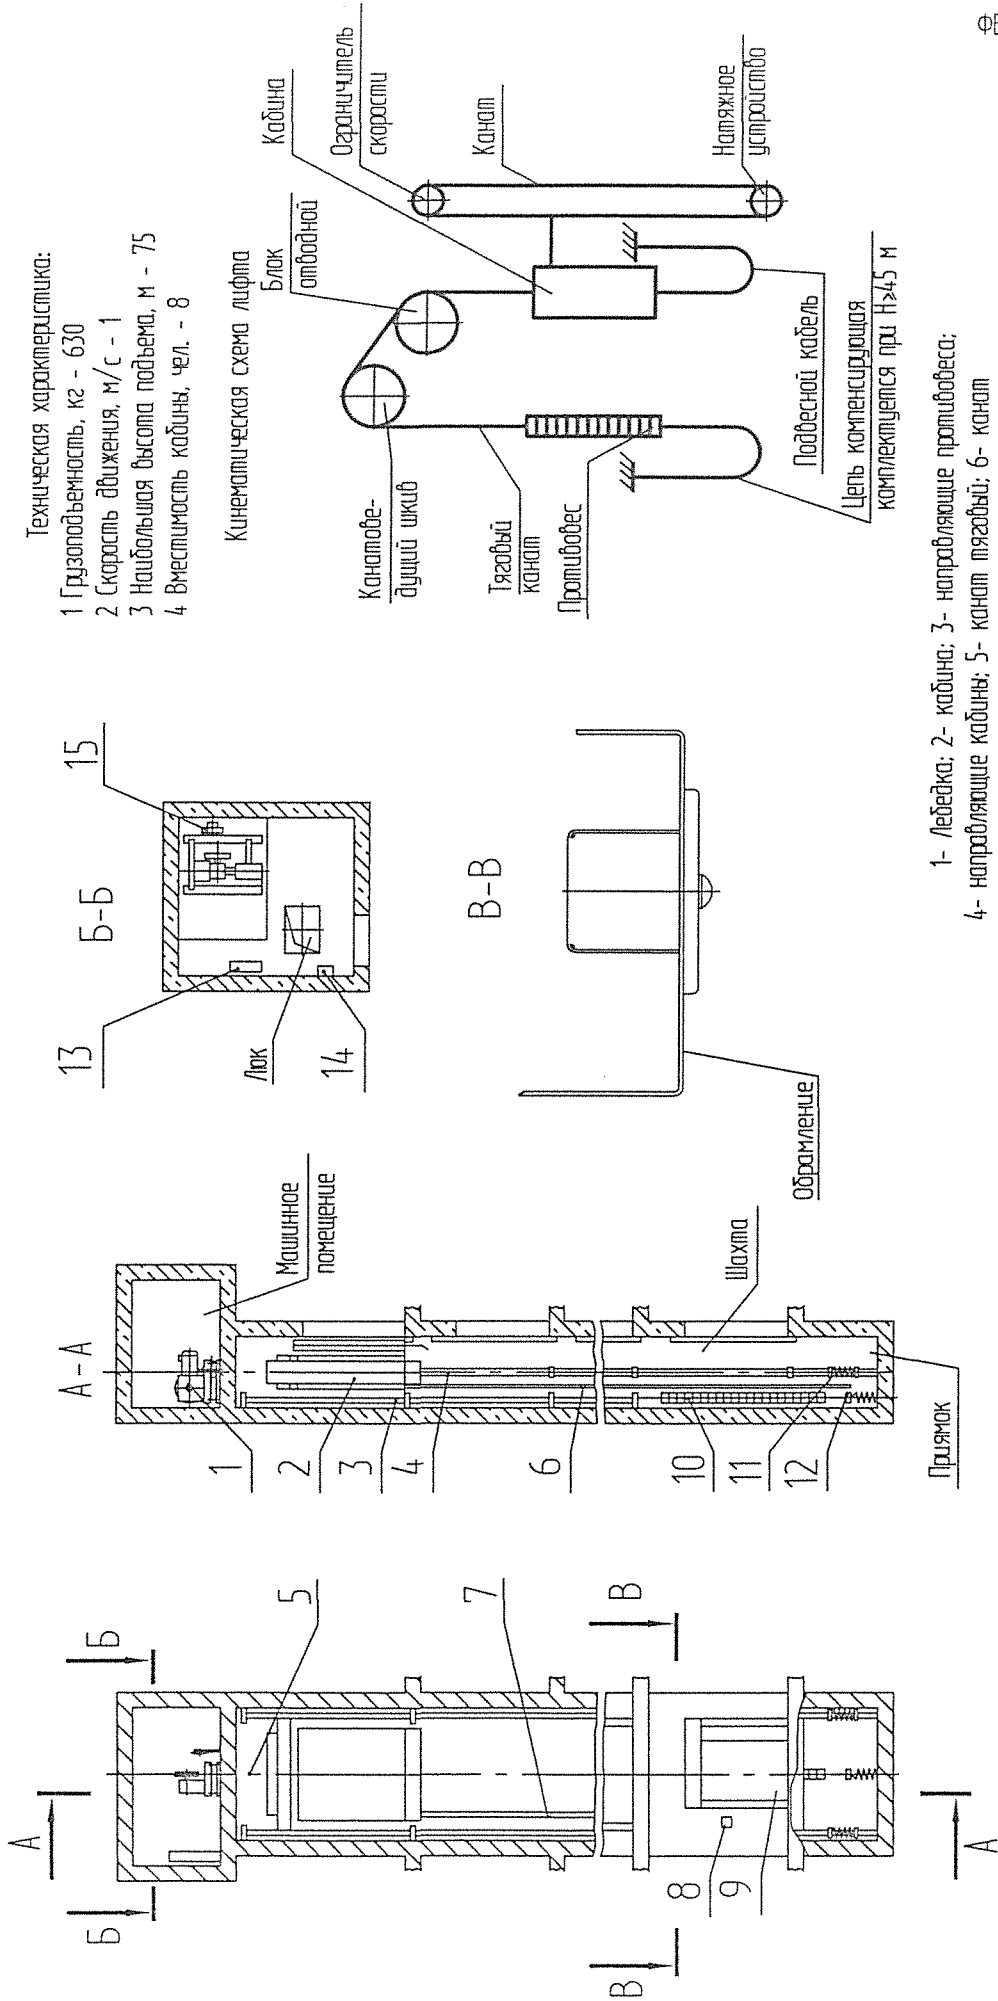 Техническая характеристика:
1 Грузоподъемность, кг - 630
2 Скорость движения, м/с - 1
3 Наибольшая высота подъема, м - 75
4 Вместимость кабины, чел. - 8
Кинематическая схема лифта
Канатове-
дущий шкив
Блок
отводной
Кабина
Ограничитель
скорости
Тяговый
канат
Канат
Противовес
Натяжное
устройство
Подвесной кабель
Цепь компенсирующая
комплектуется при H≥45 м
Б-Б
13
15
Люк
14
В-В
Обрамление
А-А
Машинное
помещение
1
2
3
4
6
10
11
12
Шахта
Приямок
Б
Б
А
5
7
В
В
8
9
А
1- Лебедка; 2- кабина; 3- направляющие противовеса;
4- направляющие кабины; 5- канат тяговый; 6- канат